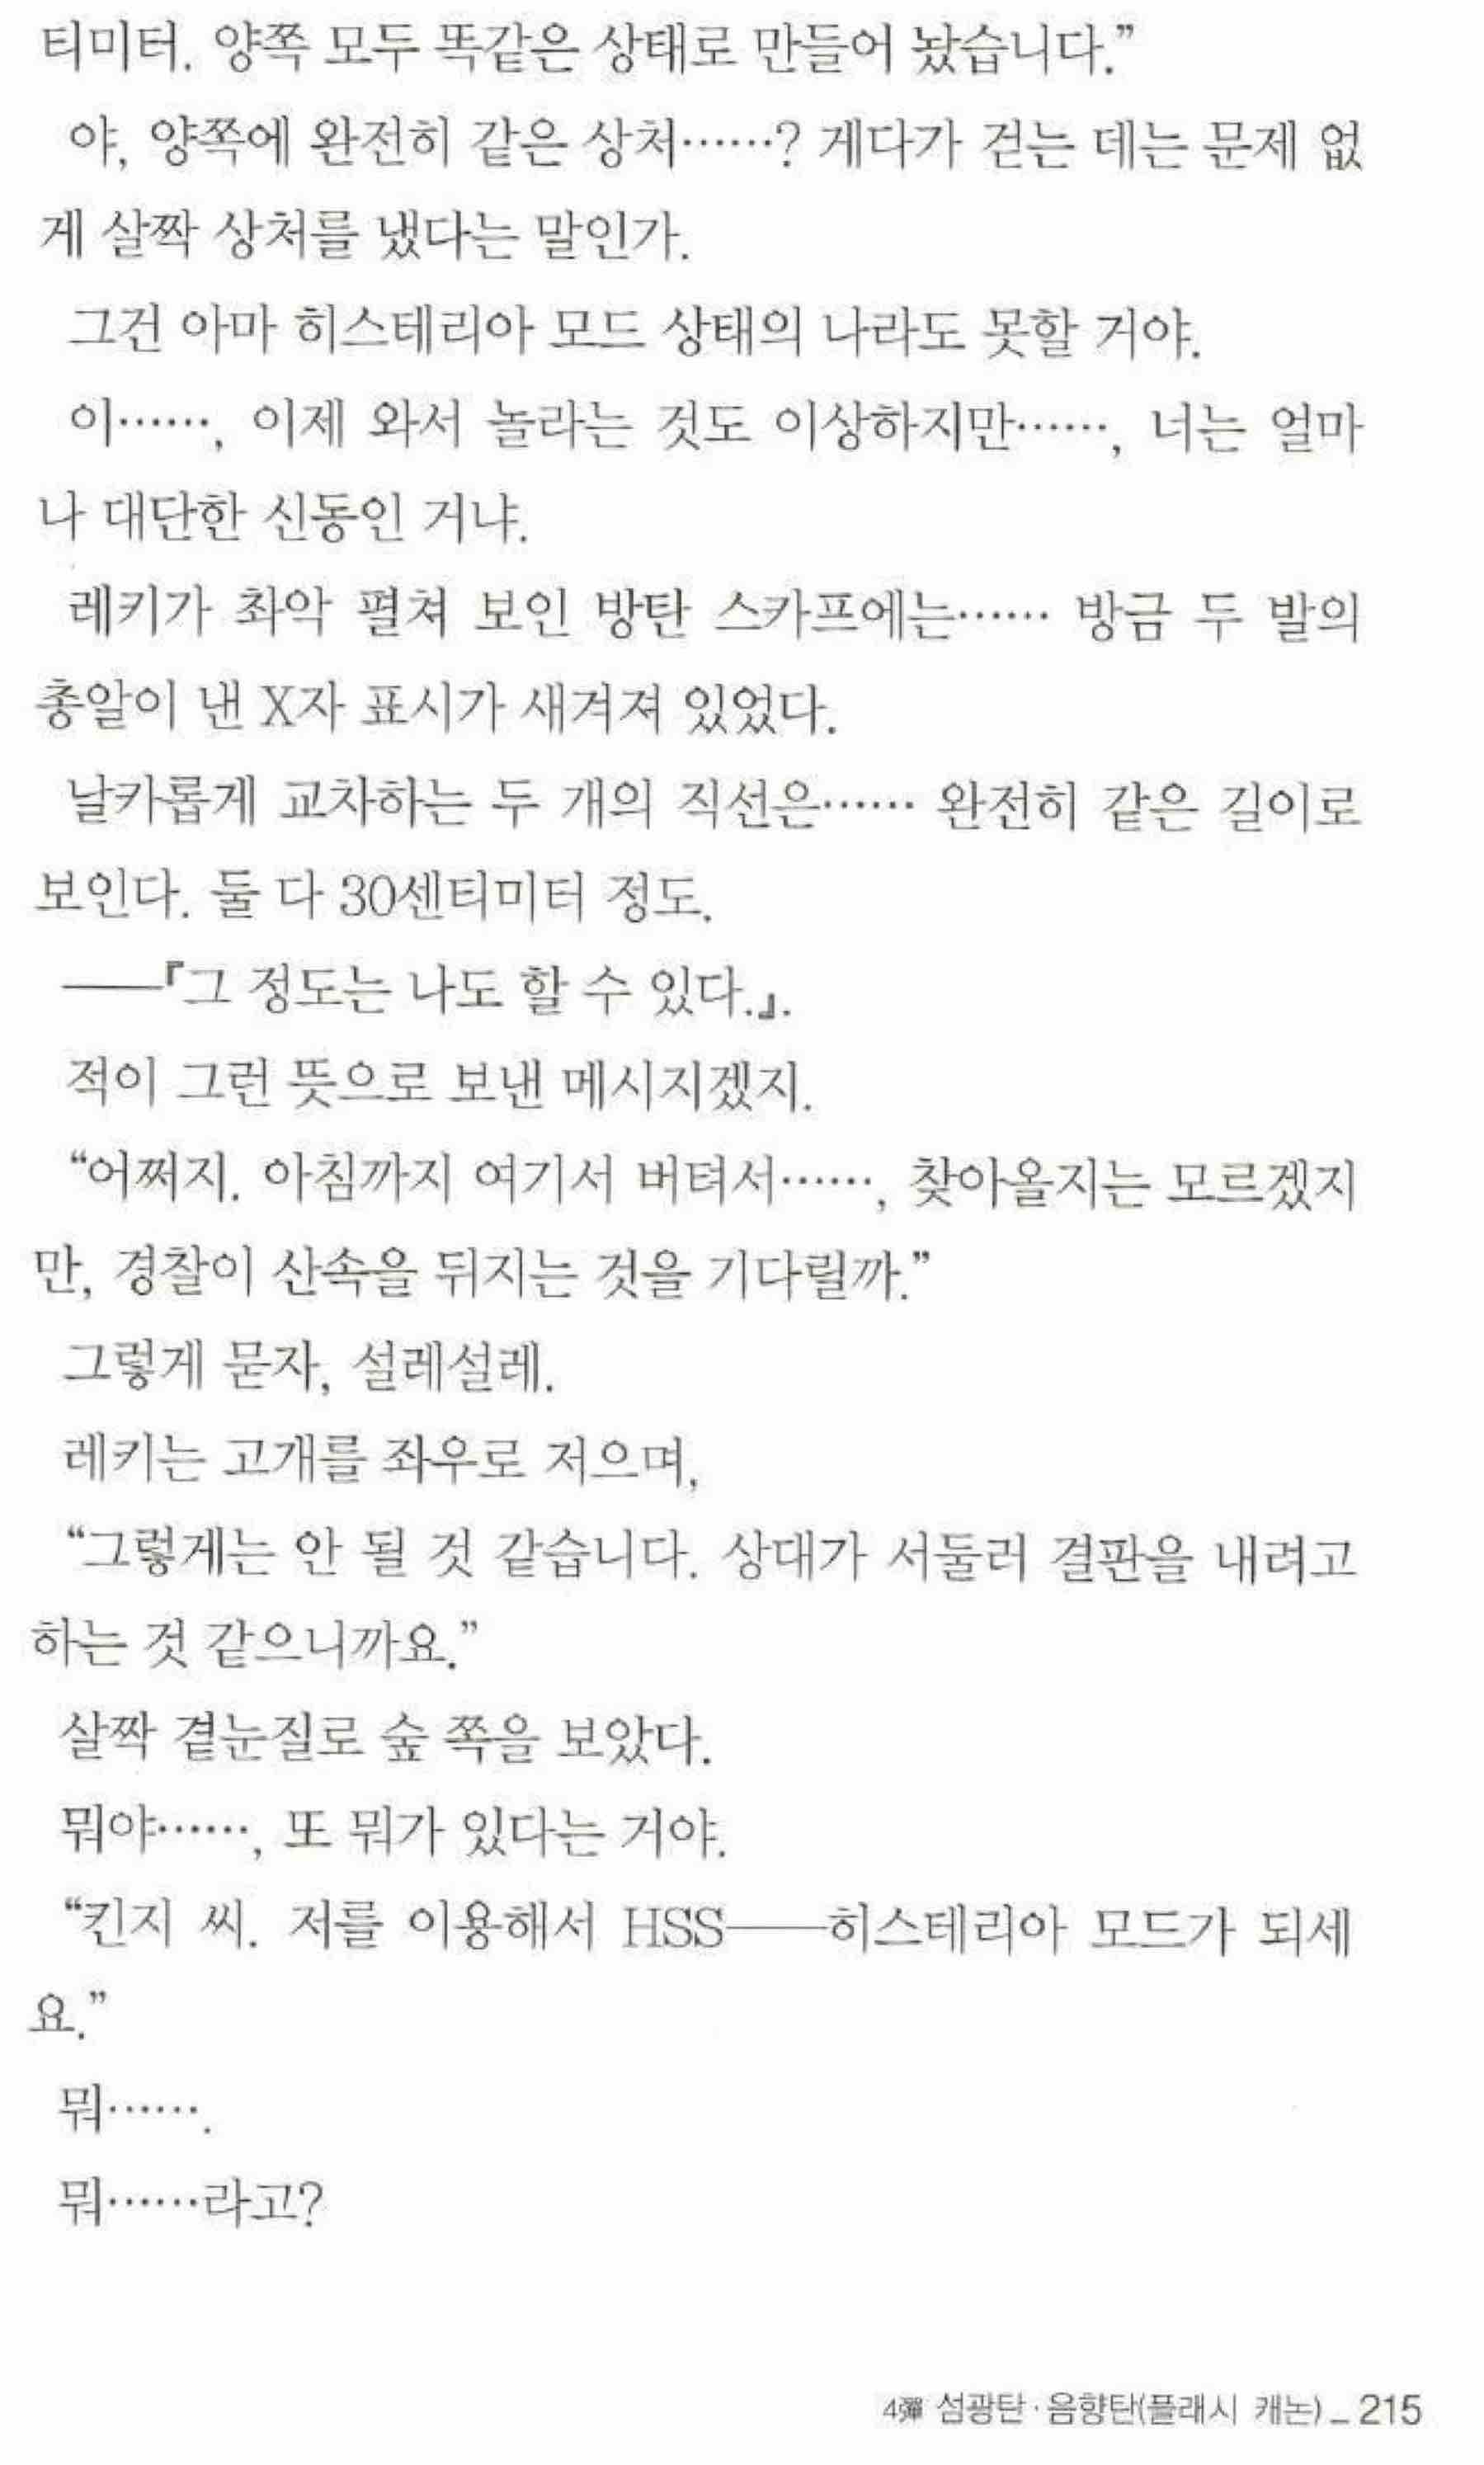 티미터. 양쪽 모두 똑같은 상태로 만들어 놨습니다.”
야, 양쪽에 완전히 같은 상처……? 게다가 걷는 데는 문제 없
게 살짝 상처를 냈다는 말인가.
그건 아마 히스테리아 모드 상태의 나라도 못할 거야.
이……, 이제 와서 놀라는 것도 이상하지만……, 너는 얼마
나 대단한 신동인 거냐.
레키가 촤악 펼쳐 보인 방탄 스카프에는…… 방금 두 발의
총알이 낸 X자 표시가 새겨져 있었다.
날카롭게 교차하는 두 개의 직선은…… 완전히 같은 길이로
보인다. 둘 다 30센티미터 정도.
──『그 정도는 나도 할 수 있다.』.
적이 그런 뜻으로 보낸 메시지겠지.
“어쩌지. 아침까지 여기서 버텨서……, 찾아올지는 모르겠지
만, 경찰이 산속을 뒤지는 것을 기다릴까.”
그렇게 묻자, 설레설레.
레키는 고개를 좌우로 저으며,
“그렇게는 안 될 것 같습니다. 상대가 서둘러 결판을 내려고
하는 것 같으니까요.”
살짝 곁눈질로 숲 쪽을 보았다.
뭐야……, 또 뭐가 있다는 거야.
“킨지 씨. 저를 이용해서 HSS──히스테리아 모드가 되세
요.”
뭐…….
뭐……라고?
4彈 섬광탄·음향탄(플래시 캐논) _ 215